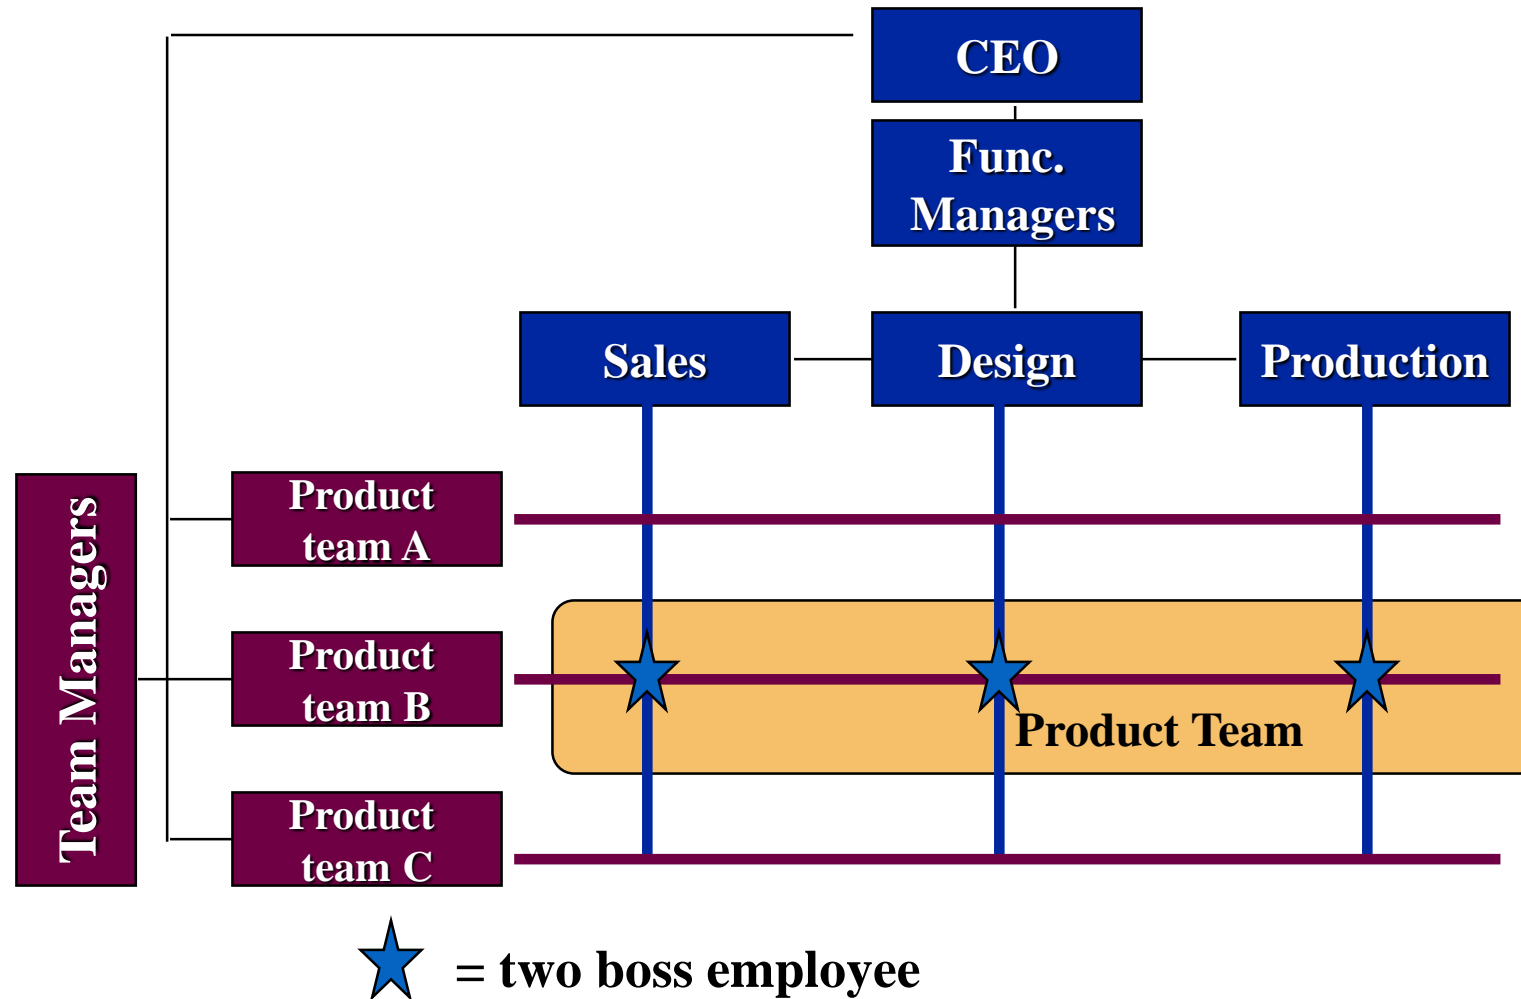 CEO
Func.
Managers
Sales
Design
Production
Team Managers
Product
team A
Product
team B
Product Team
Product
team C
= two boss employee